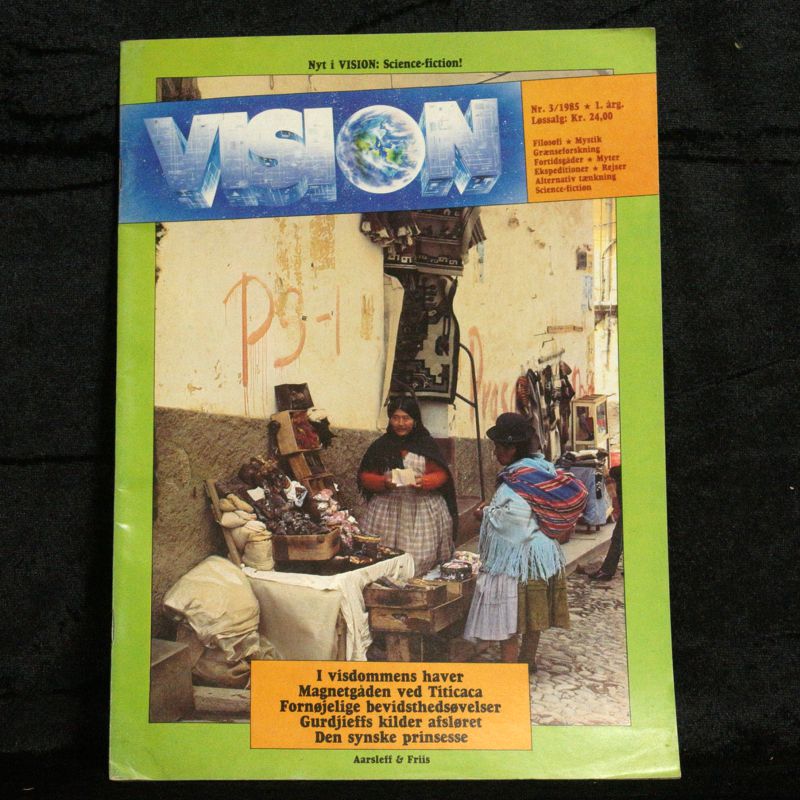 Nyt i VISION: Science-fiction!
VISION
Nr. 3/1985 ★ 1. årg.
Løssalg: Kr. 24,00
Filosofi ★ Mystik
Grænseforskning
Fortidsgåder ★ Myter
Ekspeditioner ★ Rejser
Alternativ tænkning
Science-fiction
PS-1
I visdommens haver
Magnetgåden ved Titicaca
Fornøjelige bevidsthedsøvelser
Gurdjieffs kilder afsløret
Den synske prinsesse
Aarsleff & Friis